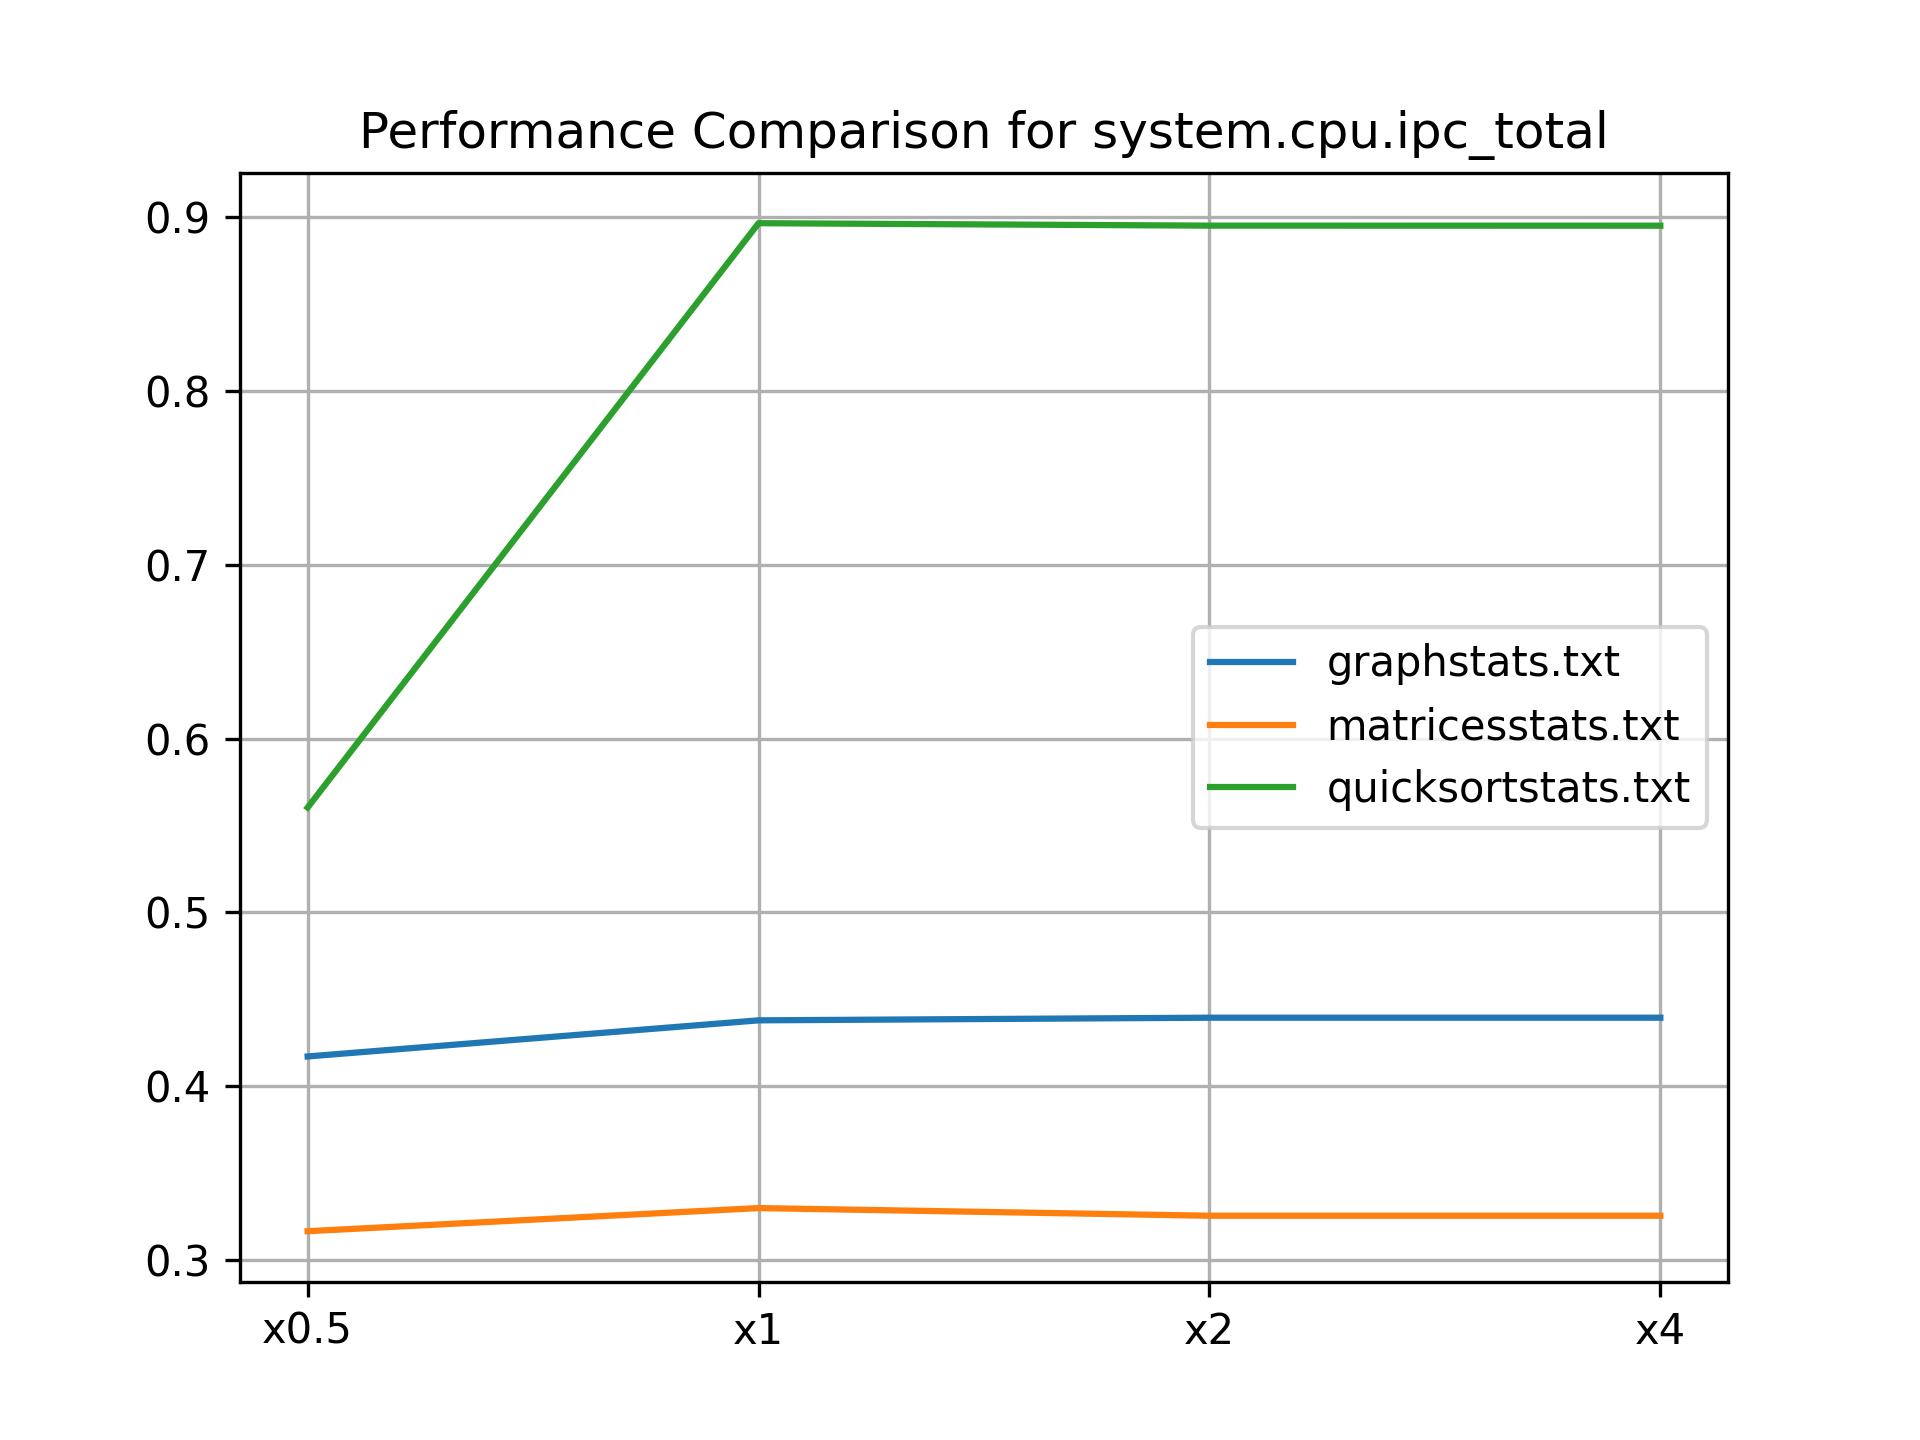 Performance Comparison for system.cpu.ipc_total
0.9
0.8
0.7
0.6
0.5
0.4
0.3
graphstats.txt
matricesstats.txt
quicksortstats.txt
x0.5
x1
x2
x4